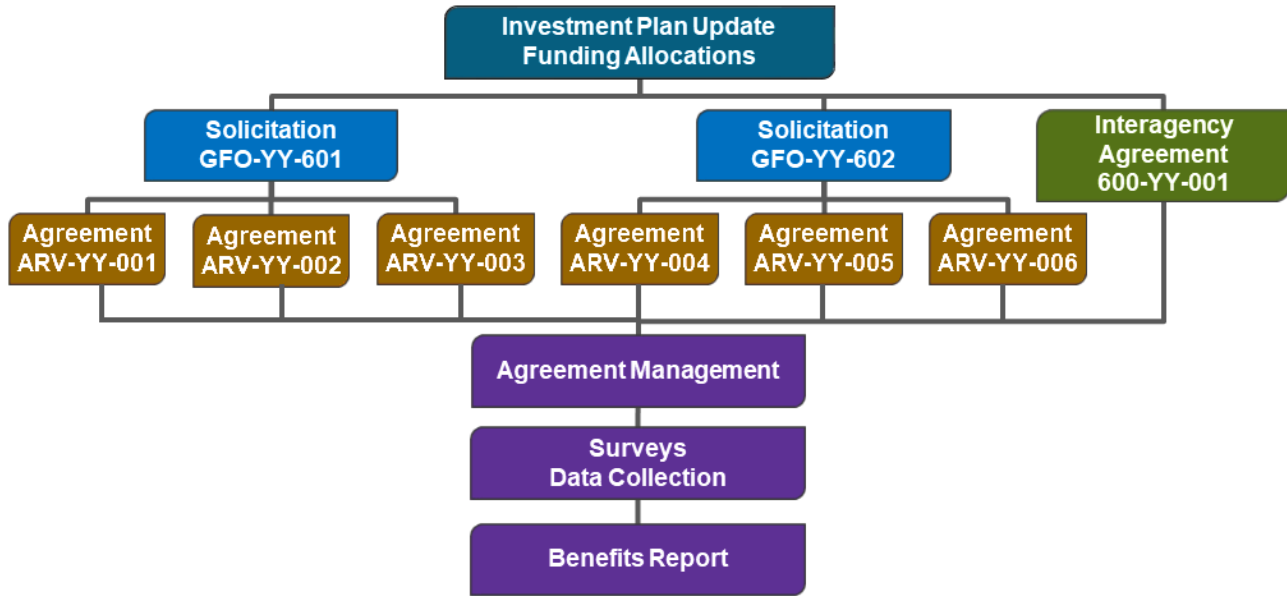 Investment Plan Update
Funding Allocations
Solicitation
GFO-YY-601
Solicitation
GFO-YY-602
Interagency
Agreement
600-YY-001
Agreement
ARV-YY-001
Agreement
ARV-YY-002
Agreement
ARV-YY-003
Agreement
ARV-YY-004
Agreement
ARV-YY-005
Agreement
ARV-YY-006
Agreement Management
Surveys
Data Collection
Benefits Report